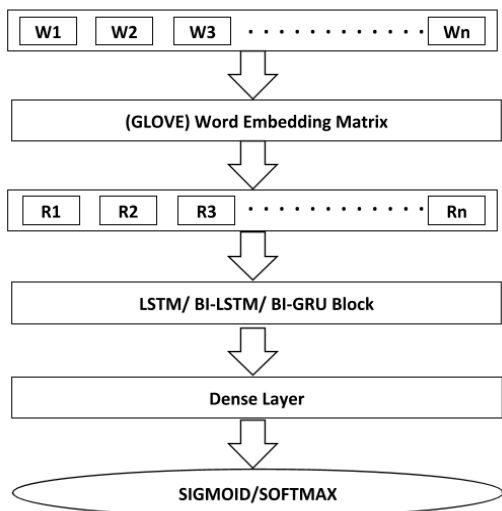 W1 W2 W3 . . . . . . . . . . . . . Wn
(GLOVE) Word Embedding Matrix
R1 R2 R3 . . . . . . . . . . . . . Rn
LSTM/ BI-LSTM/ BI-GRU Block
Dense Layer
SIGMOID/SOFTMAX